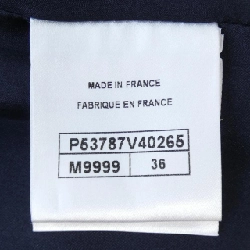 MADE IN FRANCE
FABRIQUE EN FRANCE
P53787V40265
M9999 36